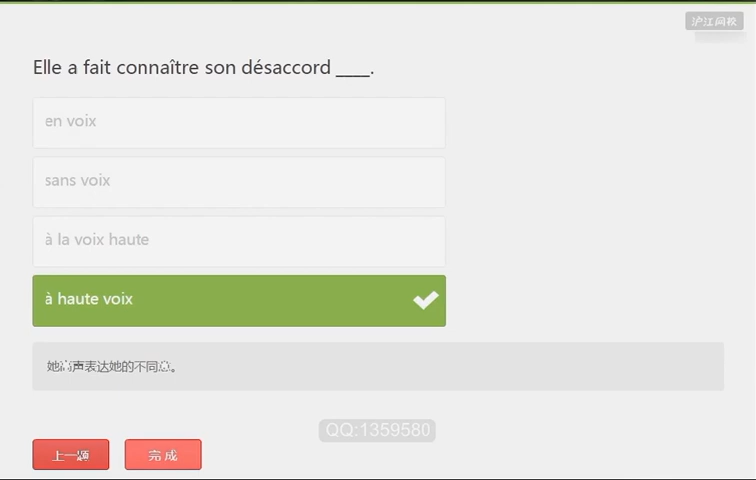 沪江网校
Elle a fait connaître son désaccord ____.
en voix
sans voix
à la voix haute
à haute voix
她高声表达她的不同意。
QQ:1359580
上一题
完成